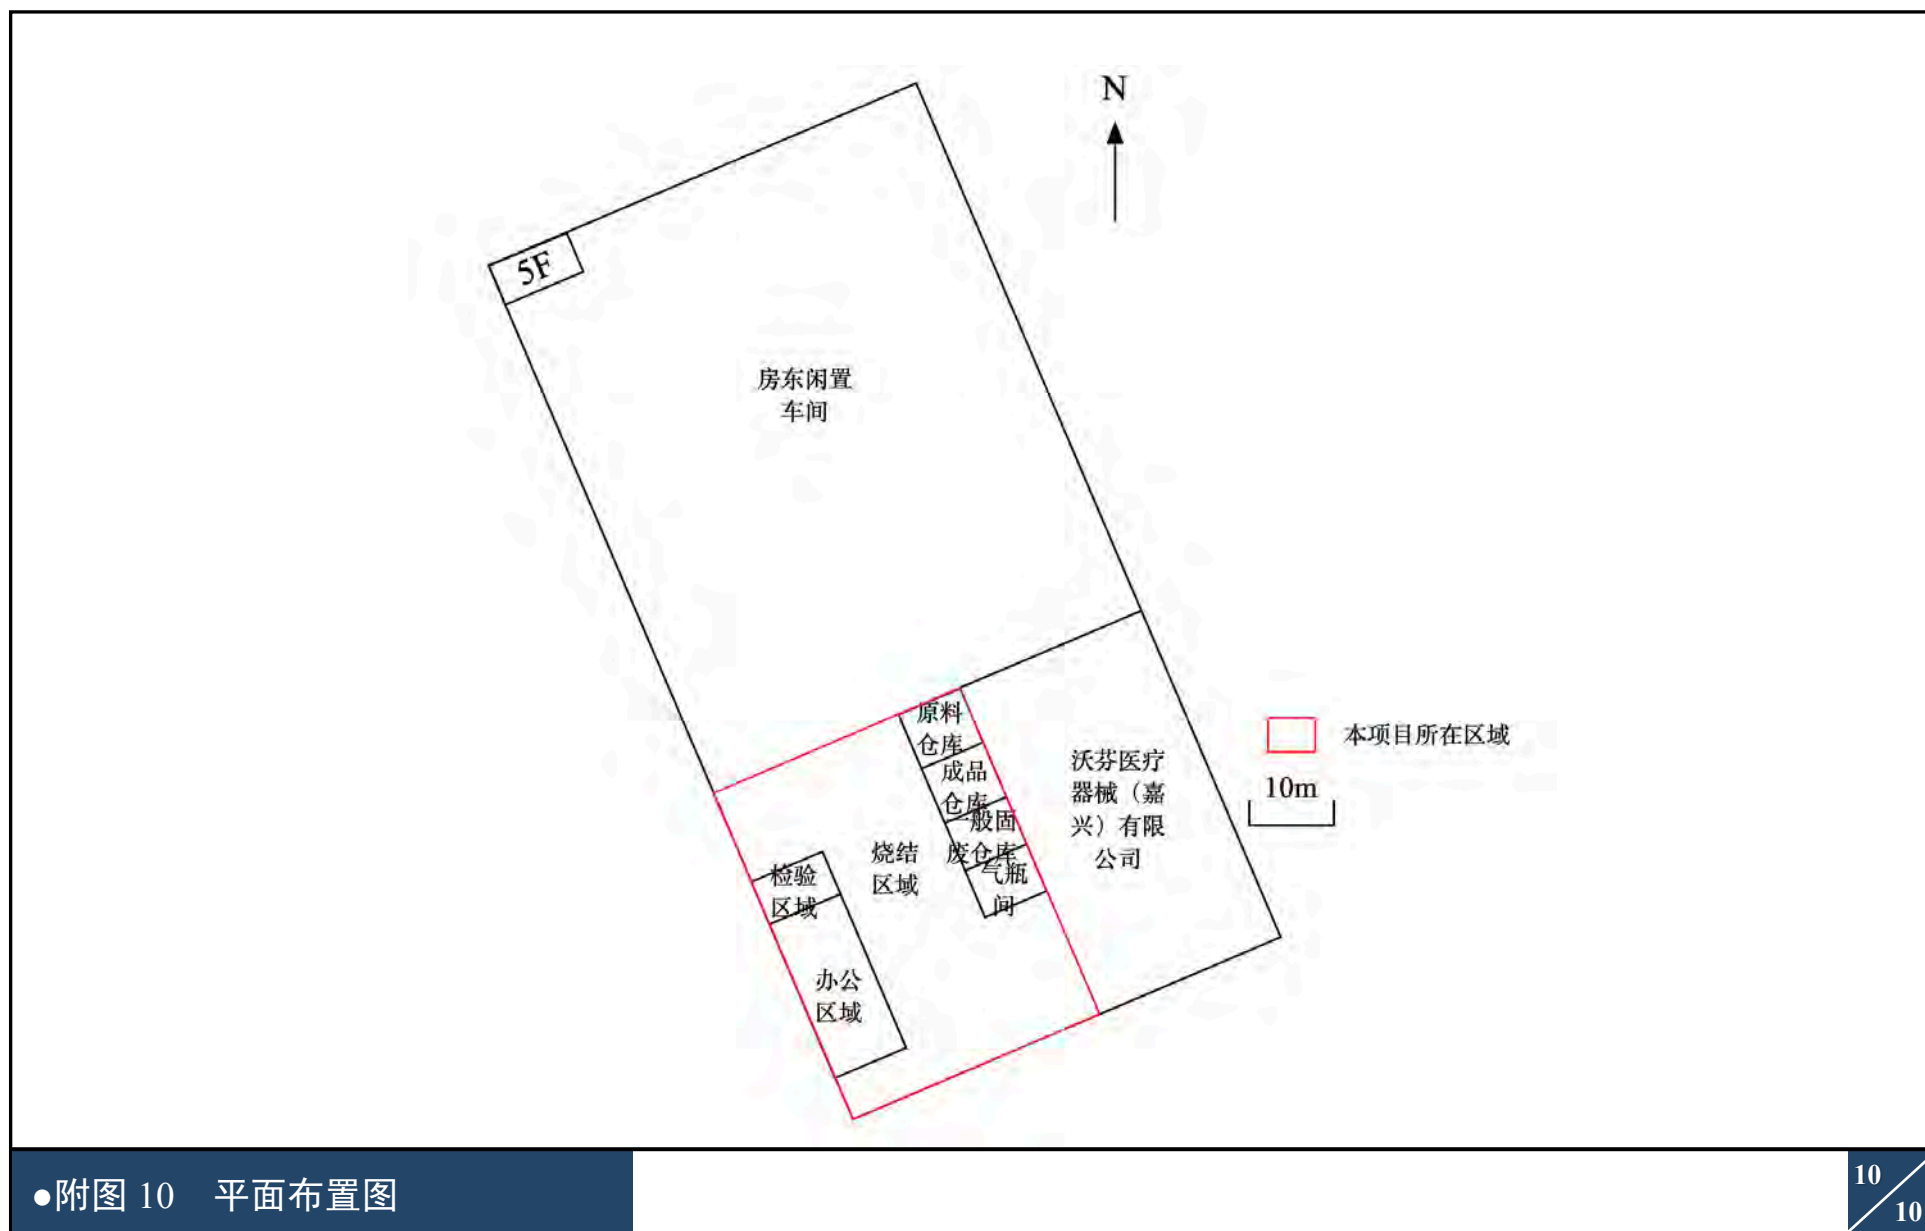 N
5F
房东闲置
车间
原料
仓库
成品
仓库
一般固
废仓库
气瓶
间
沃芬医疗
器械（嘉
兴）有限
公司
本项目所在区域
10m
烧结
区域
检验
区域
办公
区域
●附图 10 平面布置图
10
10